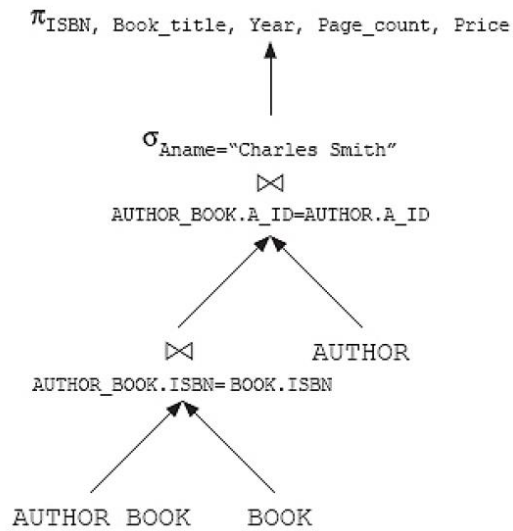 πISBN, Book_title, Year, Page_count, Price
σAname="Charles Smith"
⋈
AUTHOR_BOOK.A_ID=AUTHOR.A_ID
⋈
AUTHOR
AUTHOR_BOOK.ISBN=BOOK.ISBN
AUTHOR BOOK
BOOK